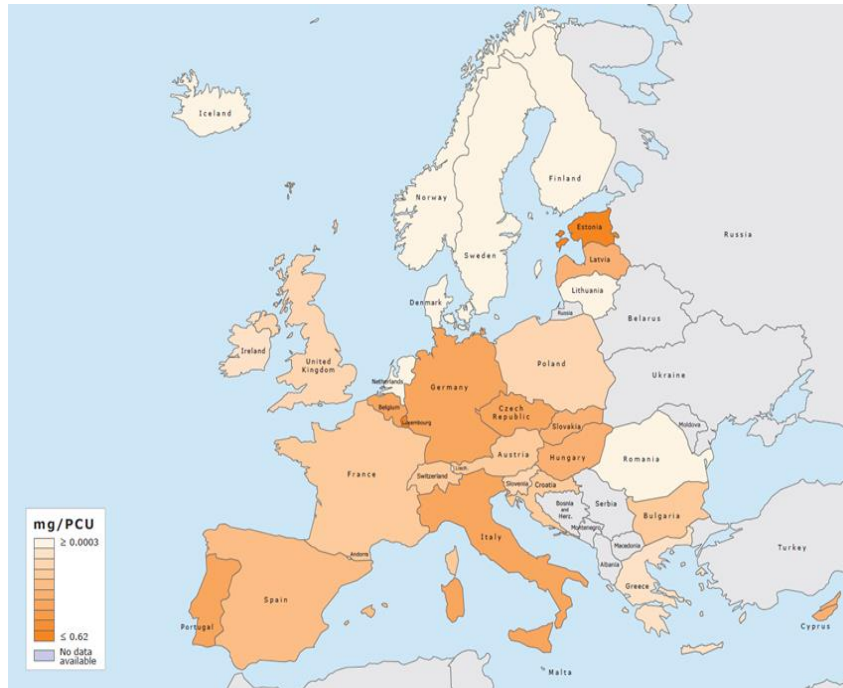 Iceland
Norway
Finland
Sweden
Estonia
Russia
Latvia
Denmark
Lithuania
Russia
Belarus
Ireland
United
Kingdom
Netherlands
Poland
Germany
Belgium
Ukraine
Luxembourg
Czech
Republic
Slovakia
Moldova
France
Austria
Hungary
Liech.
Switzerland
Romania
Slovenia
Croatia
Bosnia
and
Herz.
Serbia
Bulgaria
Montenegro
Italy
Macedonia
Andorra
Albania
Turkey
Greece
Spain
Portugal
Cyprus
Malta
mg/PCU
≥ 0.0003
≤ 0.62
No data
available